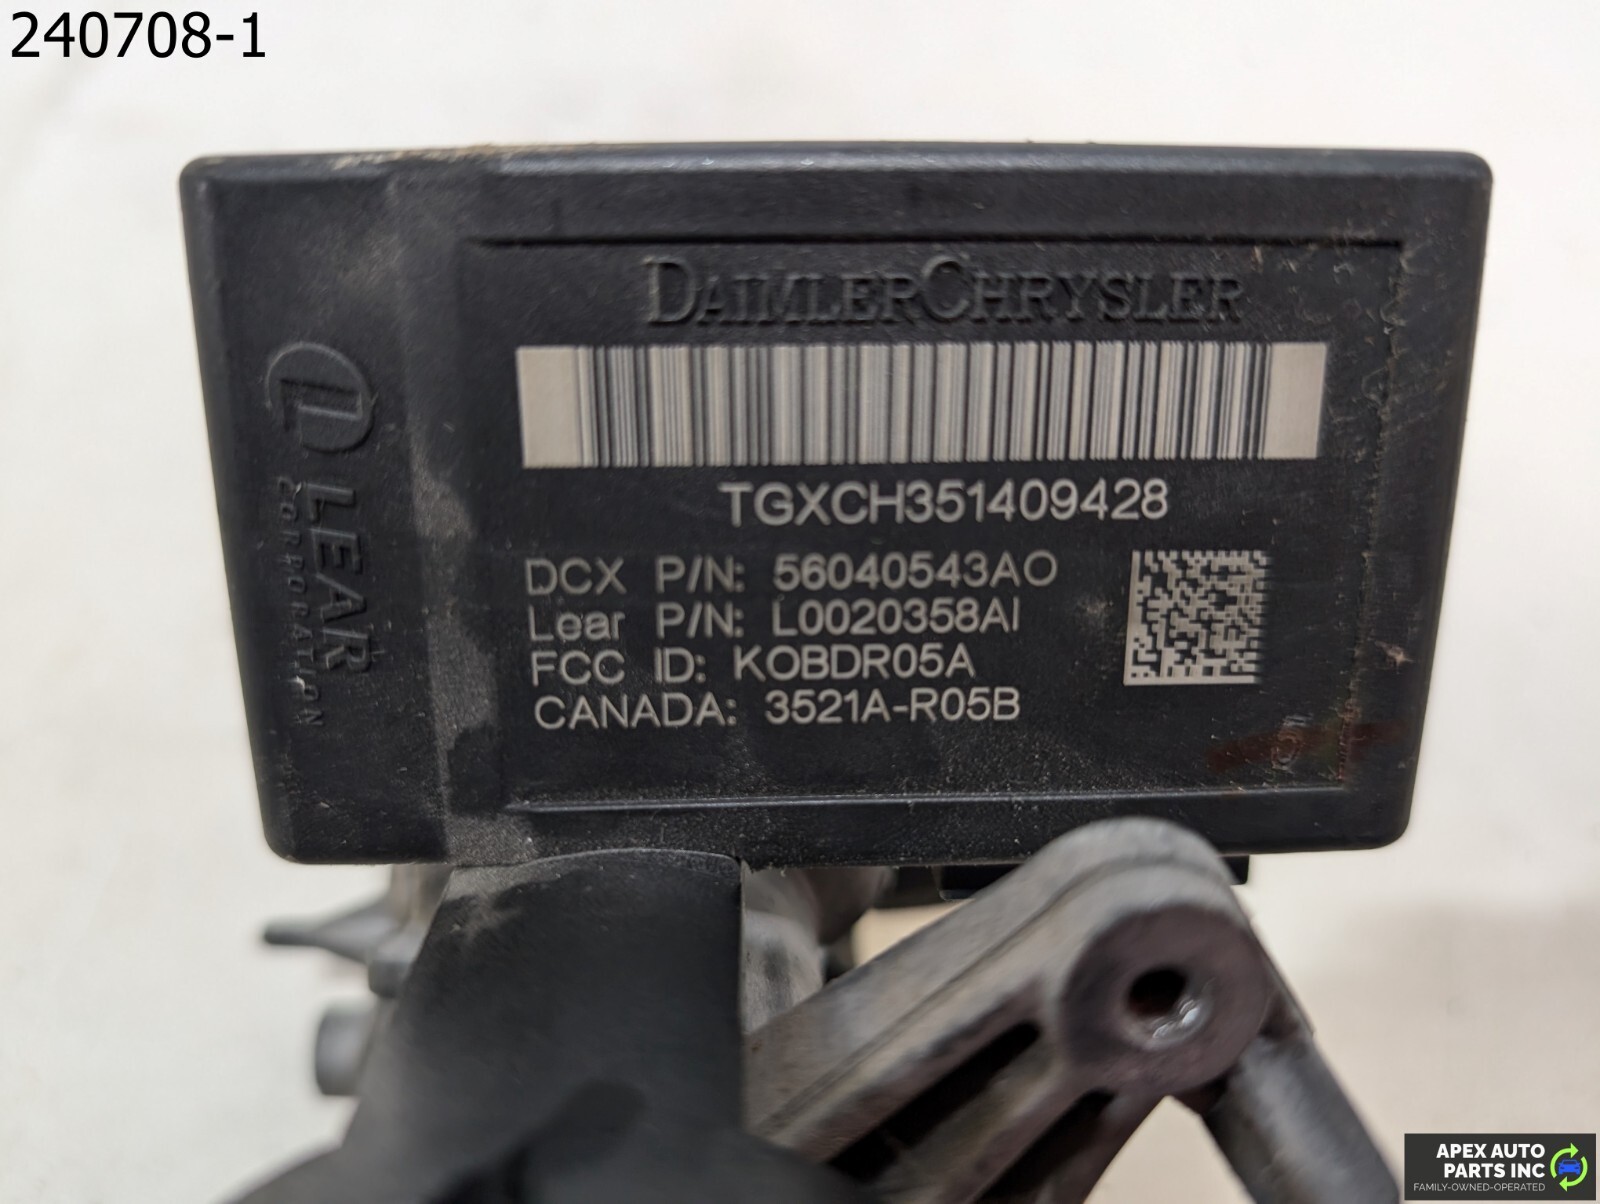 240708-1
DAIMLERCHRYSLER
LEAR
CORPORATION
TGXCH351409428
DCX P/N: 56040543AO
Lear P/N: L0020358AI
FCC ID: KOBDR05A
CANADA: 3521A-R05B
APEX AUTO
PARTS INC
FAMILY-OWNED-OPERATED